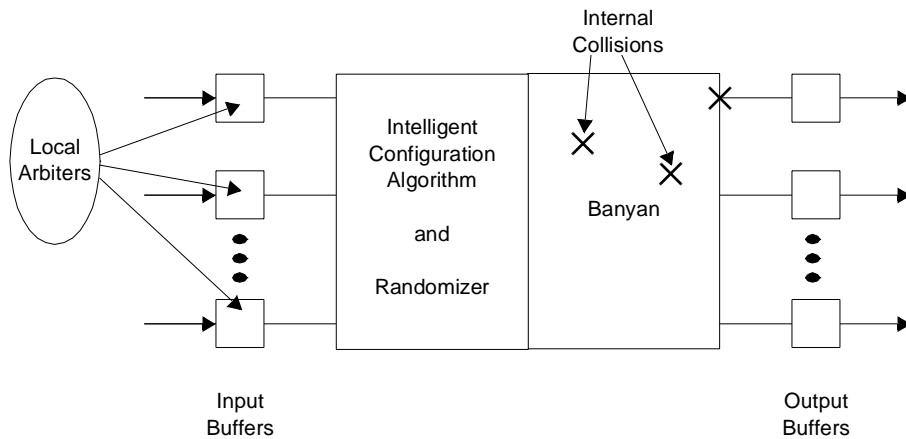 Internal
Collisions
Local
Arbiters
Intelligent
Configuration
Algorithm
and
Randomizer
Banyan
Input
Buffers
Output
Buffers